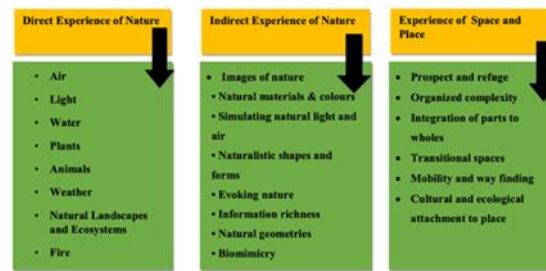 Direct Experience of Nature
• Air
• Light
• Water
• Plants
• Animals
• Weather
• Natural Landscapes
and Ecosystems
• Fire
Indirect Experience of Nature
• Images of nature
• Natural materials & colours
• Simulating natural light and
air
• Naturalistic shapes and
forms
• Evoking nature
• Information richness
• Natural geometries
• Biomimicry
Experience of Space and
Place
• Prospect and refuge
• Organized complexity
• Integration of parts to
wholes
• Transitional spaces
• Mobility and way finding
• Cultural and ecological
attachment to place